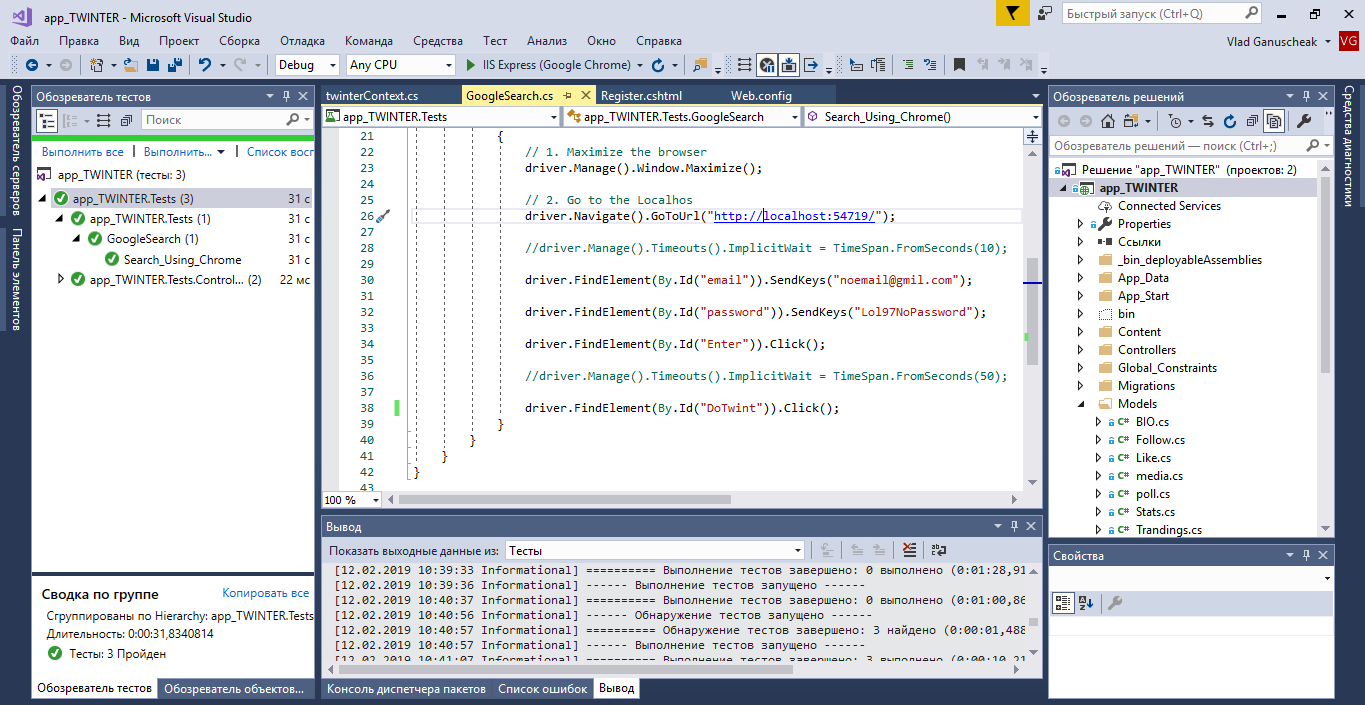 app_TWINTER - Microsoft Visual Studio
Быстрый запуск (Ctrl+Q)
Файл Правка Вид Проект Сборка Отладка Команда Средства Тест Анализ Окно Справка
Vlad Ganuscheak VG
Debug Any CPU IIS Express (Google Chrome)
Обозреватель серверов
Панель элементов
Обозреватель тестов
Поиск
Выполнить все | Выполнить... | Список восп
app_TWINTER (тесты: 3)
app_TWINTER.Tests (3) 31 с
app_TWINTER.Tests (1) 31 с
GoogleSearch (1) 31 с
Search_Using_Chrome 31 с
app_TWINTER.Tests.Control... (2) 22 мс
Сводка по группе
Копировать все
Сгруппированы по Hierarchy: app_TWINTER.Tests
Длительность: 0:00:31,8340814
Тесты: 3 Пройден
Обозреватель тестов Обозреватель объектов...
twinterContext.cs GoogleSearch.cs Register.cshtml Web.config
app_TWINTER.Tests app_TWINTER.Tests.GoogleSearch Search_Using_Chrome()
21 {
22 // 1. Maximize the browser
23 driver.Manage().Window.Maximize();
24
25 // 2. Go to the Localhos
26 driver.Navigate().GoToUrl("http://localhost:54719/");
27
28 //driver.Manage().Timeouts().ImplicitWait = TimeSpan.FromSeconds(10);
29
30 driver.FindElement(By.Id("email")).SendKeys("noemail@gmil.com");
31
32 driver.FindElement(By.Id("password")).SendKeys("Lol97NoPassword");
33
34 driver.FindElement(By.Id("Enter")).Click();
35
36 //driver.Manage().Timeouts().ImplicitWait = TimeSpan.FromSeconds(50);
37
38 driver.FindElement(By.Id("DoTwint")).Click();
39 }
40 }
41 }
42 }
43
100 %
Вывод
Показать выходные данные из: Тесты
[12.02.2019 10:39:33 Informational] ========== Выполнение тестов завершено: 0 выполнено (0:01:28,91
[12.02.2019 10:39:36 Informational] ------ Выполнение тестов запущено ------
[12.02.2019 10:40:37 Informational] ========== Выполнение тестов завершено: 0 выполнено (0:01:00,86
[12.02.2019 10:40:56 Informational] ------ Обнаружение тестов запущено ------
[12.02.2019 10:40:57 Informational] ========== Обнаружение тестов завершено: 3 найдено (0:00:01,488
[12.02.2019 10:40:57 Informational] ------ Выполнение тестов запущено ------
[12.02.2019 10:41:07 Informational] ========== Выполнение тестов завершено: 3 выполнено (0:00:10,21
Консоль диспетчера пакетов Список ошибок Вывод
Обозреватель решений
Обозреватель решений — поиск (Ctrl+;)
Решение "app_TWINTER" (проектов: 2)
app_TWINTER
Connected Services
Properties
Ссылки
_bin_deployableAssemblies
App_Data
App_Start
bin
Content
Controllers
Global_Constraints
Migrations
Models
C# BIO.cs
C# Follow.cs
C# Like.cs
C# media.cs
C# poll.cs
C# Stats.cs
C# Trandings.cs
Свойства
Средства диагностики